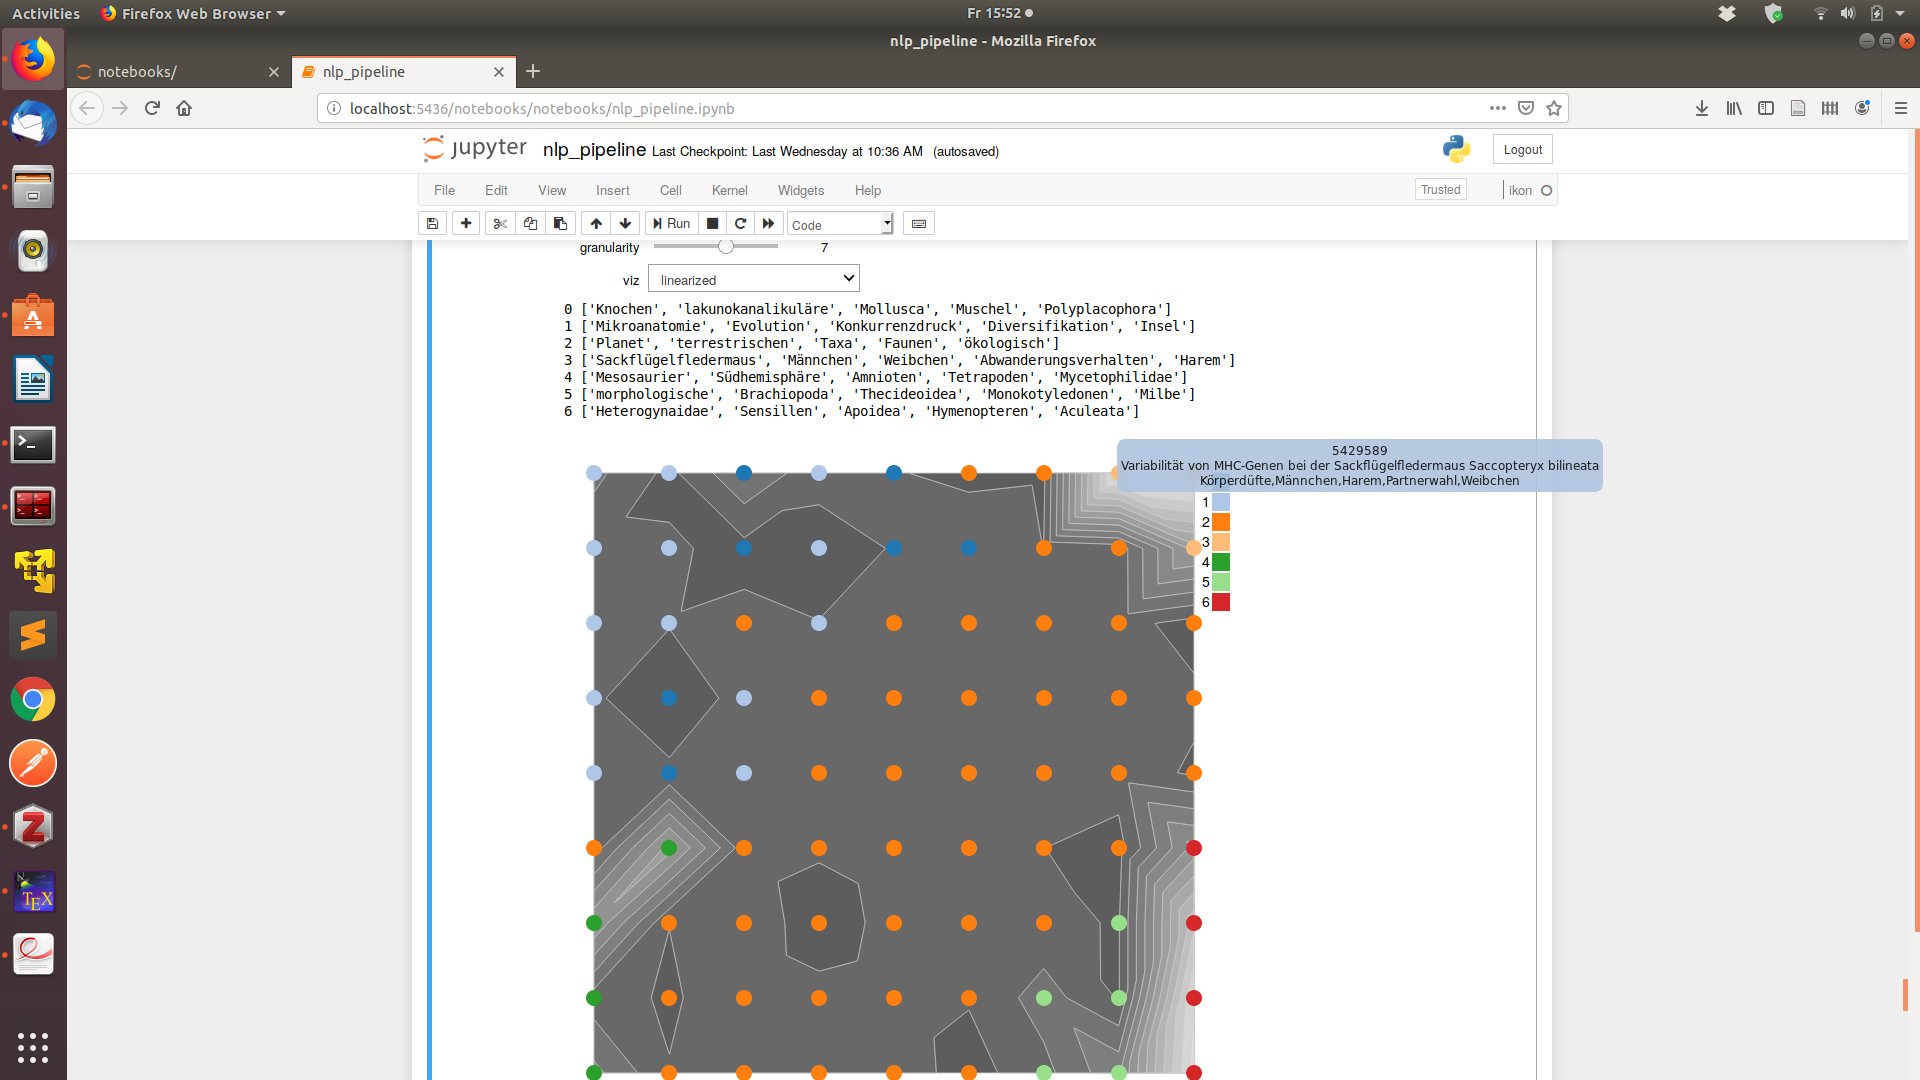 Activities
Firefox Web Browser
Fr 15:52
nlp_pipeline - Mozilla Firefox
notebooks/
nlp_pipeline
localhost:5436/notebooks/notebooks/nlp_pipeline.ipynb
jupyter
nlp_pipeline Last Checkpoint: Last Wednesday at 10:36 AM (autosaved)
Logout
File Edit View Insert Cell Kernel Widgets Help
Trusted
ikon
Run
Code
granularity 7
viz linearized
0 ['Knochen', 'lakunokanalikuläre', 'Mollusca', 'Muschel', 'Polyplacophora']
1 ['Mikroanatomie', 'Evolution', 'Konkurrenzdruck', 'Diversifikation', 'Insel']
2 ['Planet', 'terrestrischen', 'Taxa', 'Faunen', 'ökologisch']
3 ['Sackflügelfledermaus', 'Männchen', 'Weibchen', 'Abwanderungsverhalten', 'Harem']
4 ['Mesosaurier', 'Südhemisphäre', 'Amnioten', 'Tetrapoden', 'Mycetophilidae']
5 ['morphologische', 'Brachiopoda', 'Thecideoidea', 'Monokotyledonen', 'Milbe']
6 ['Heterogynaidae', 'Sensillen', 'Apoidea', 'Hymenopteren', 'Aculeata']
5429589
Variabilität von MHC-Genen bei der Sackflügelfledermaus Saccopteryx bilineata
Körperdüfte,Männchen,Harem,Partnerwahl,Weibchen
1
2
3
4
5
6
TEX